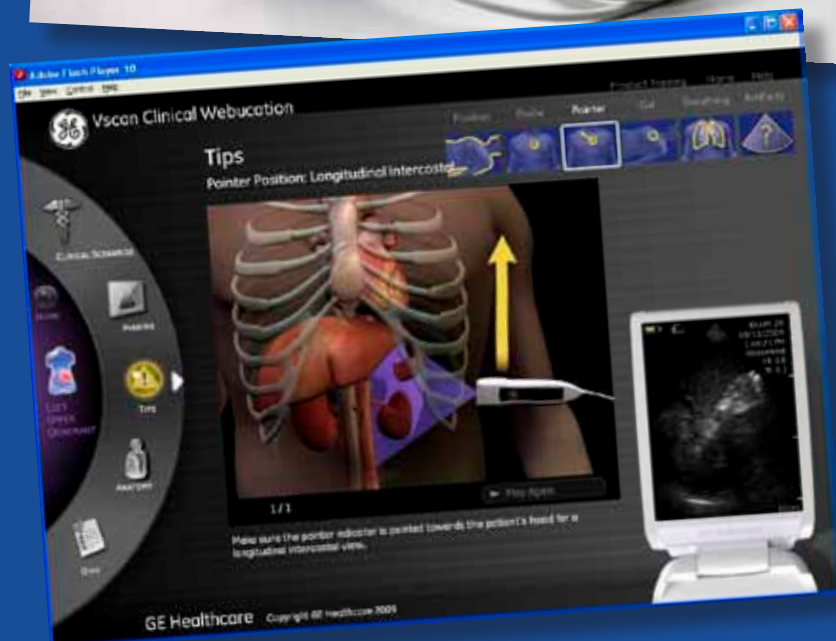 Adobe Flash Player 10
File View Control Help
Product Training Home Help
Vscan Clinical Webucation
Position Probe Pointer Gel Breathing Artifacts
Tips
Pointer Position: Longitudinal Intercostal
Clinical Scenarios
Probing
Tips
Left
Upper
Quadrant
Anatomy
1/1
Play Again
Make sure the pointer indicator is pointed towards the patient's head for a
longitudinal intercostal view.
GE Healthcare Copyright GE Healthcare 2009